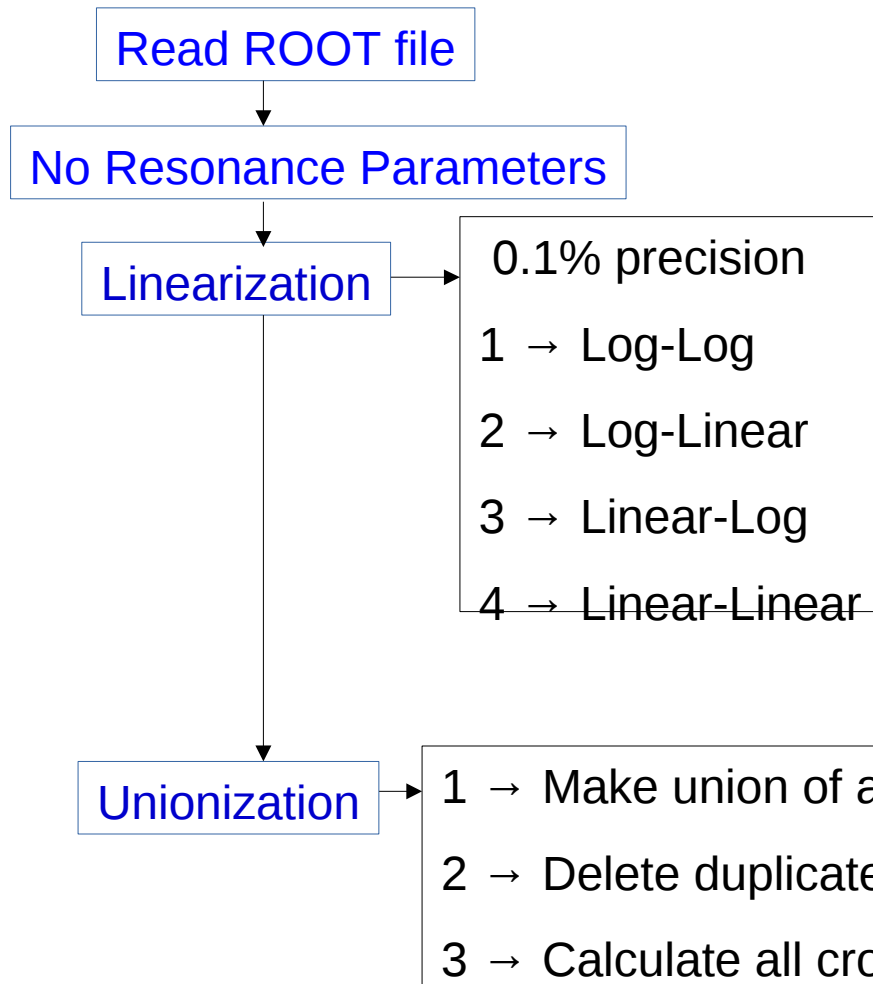 Read ROOT file
No Resonance Parameters
Linearization
0.1% precision
1 → Log-Log
2 → Log-Linear
3 → Linear-Log
4 → Linear-Linear
Unionization
1 → Make union of
2 → Delete
3 → Calculate all